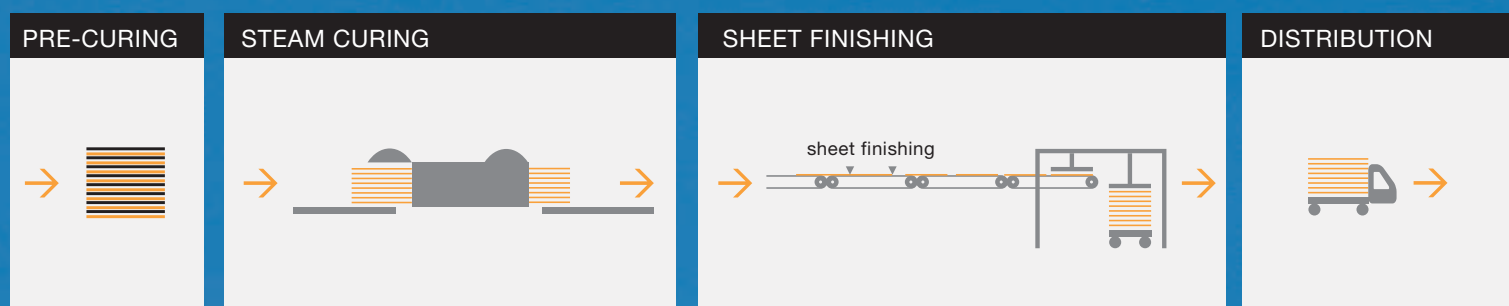 PRE-CURING
STEAM CURING
SHEET FINISHING
DISTRIBUTION
sheet finishing